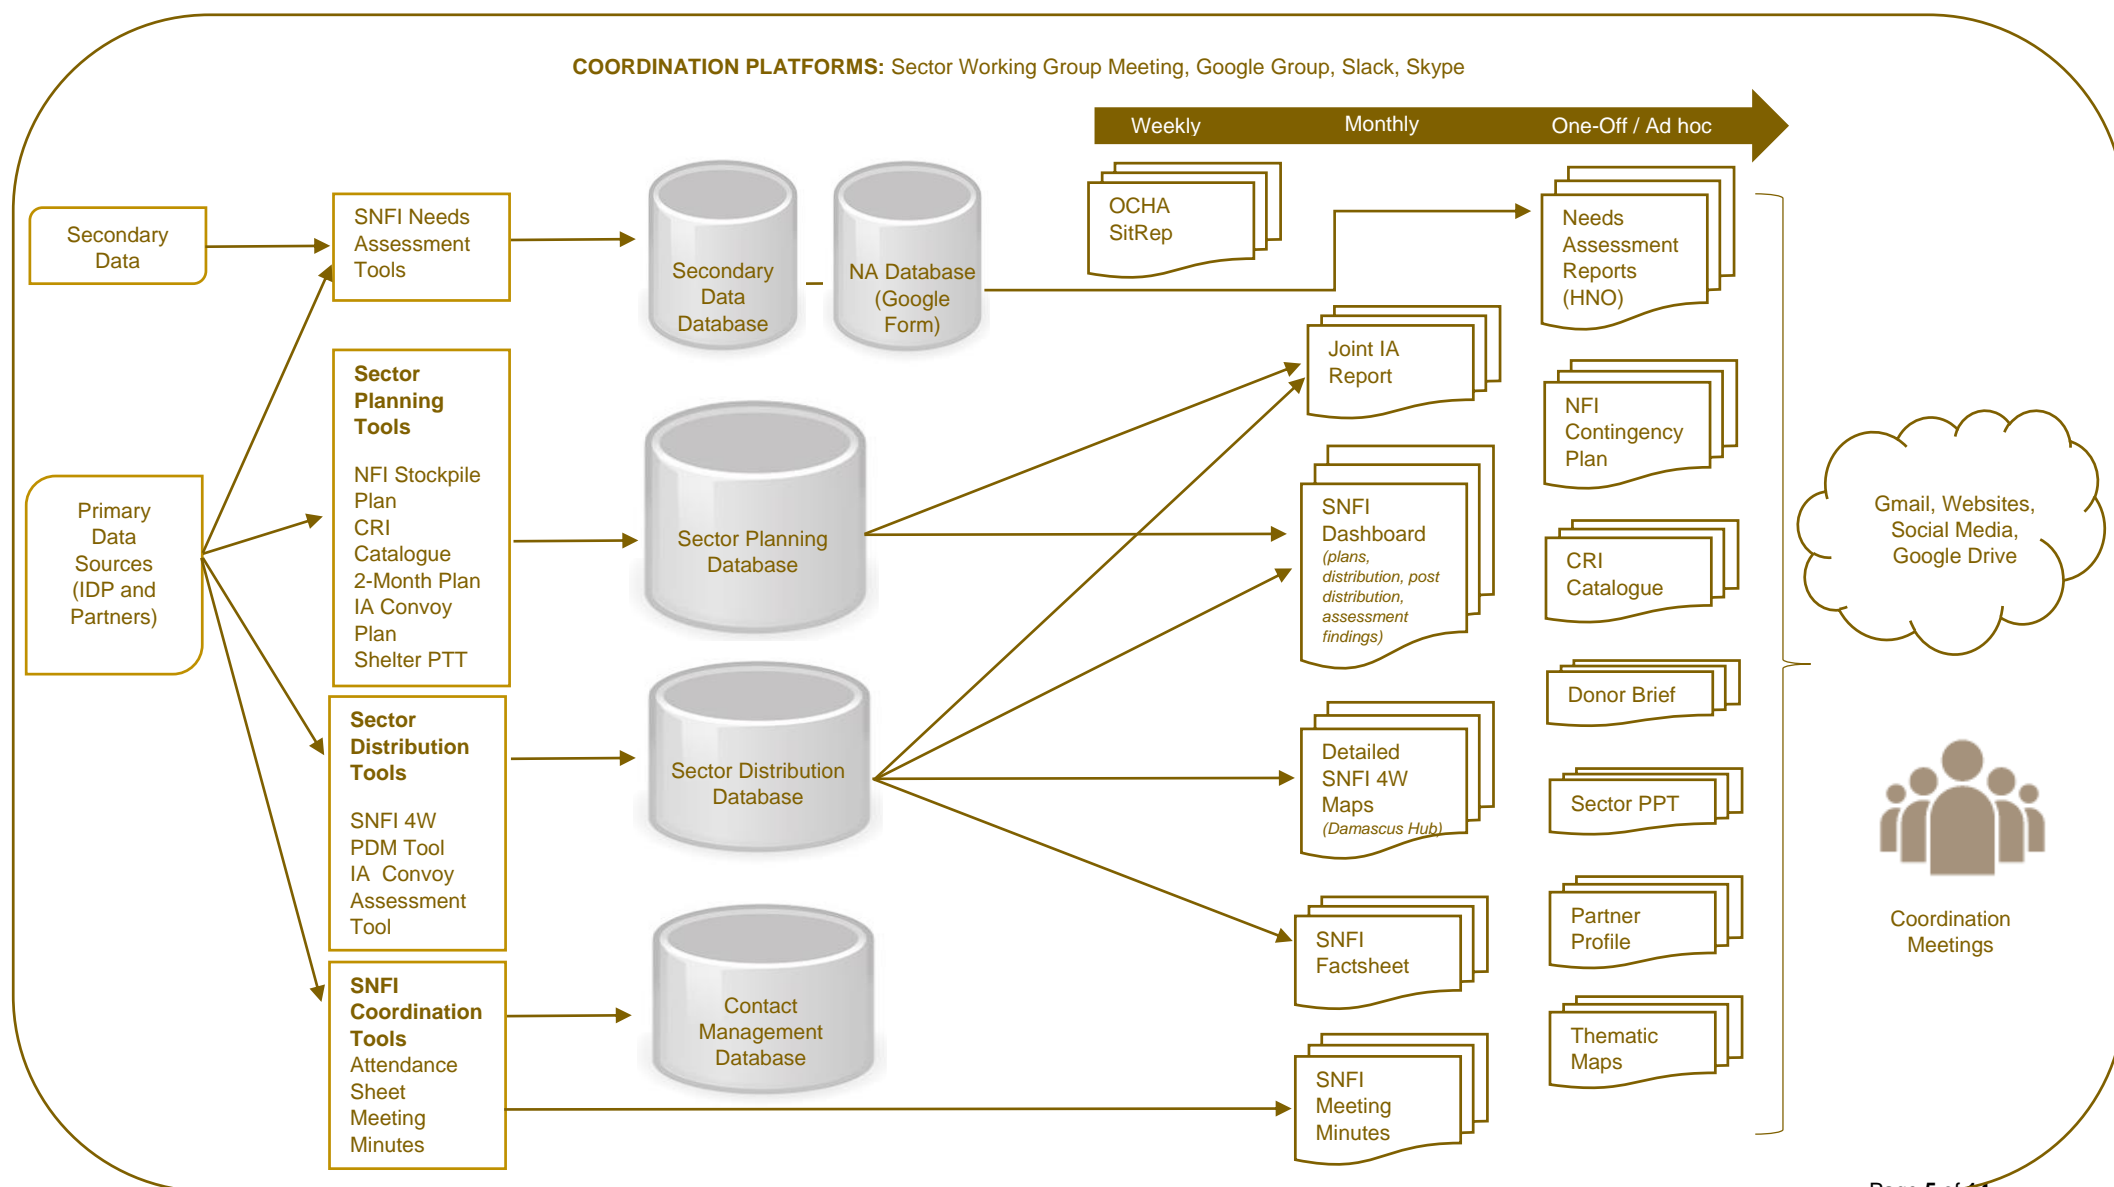 COORDINATION PLATFORMS: Sector Working Group Meeting, Google Group, Slack, Skype
Weekly
Monthly
One-Off / Ad hoc
Secondary
Data
Primary
Data
Sources
(IDP and
Partners)
SNFI Needs
Assessment
Tools
Sector
Planning
Tools
NFI Stockpile
Plan
CRI
Catalogue
2-Month Plan
IA Convoy
Plan
Shelter PTT
Sector
Distribution
Tools
SNFI 4W
PDM Tool
IA Convoy
Assessment
Tool
SNFI
Coordination
Tools
Attendance
Sheet
Meeting
Minutes
Secondary
Data
Database
NA Database
(Google
Form)
Sector Planning
Database
Sector Distribution
Database
Contact
Management
Database
OCHA
SitRep
Joint IA
Report
SNFI
Dashboard
(plans,
distribution, post
distribution,
assessment
findings)
Detailed
SNFI 4W
Maps
(Damascus Hub)
SNFI
Factsheet
SNFI
Meeting
Minutes
Needs
Assessment
Reports
(HNO)
NFI
Contingency
Plan
CRI
Catalogue
Donor Brief
Sector PPT
Partner
Profile
Thematic
Maps
Gmail, Websites,
Social Media,
Google Drive
Coordination
Meetings
Page 5 of 14